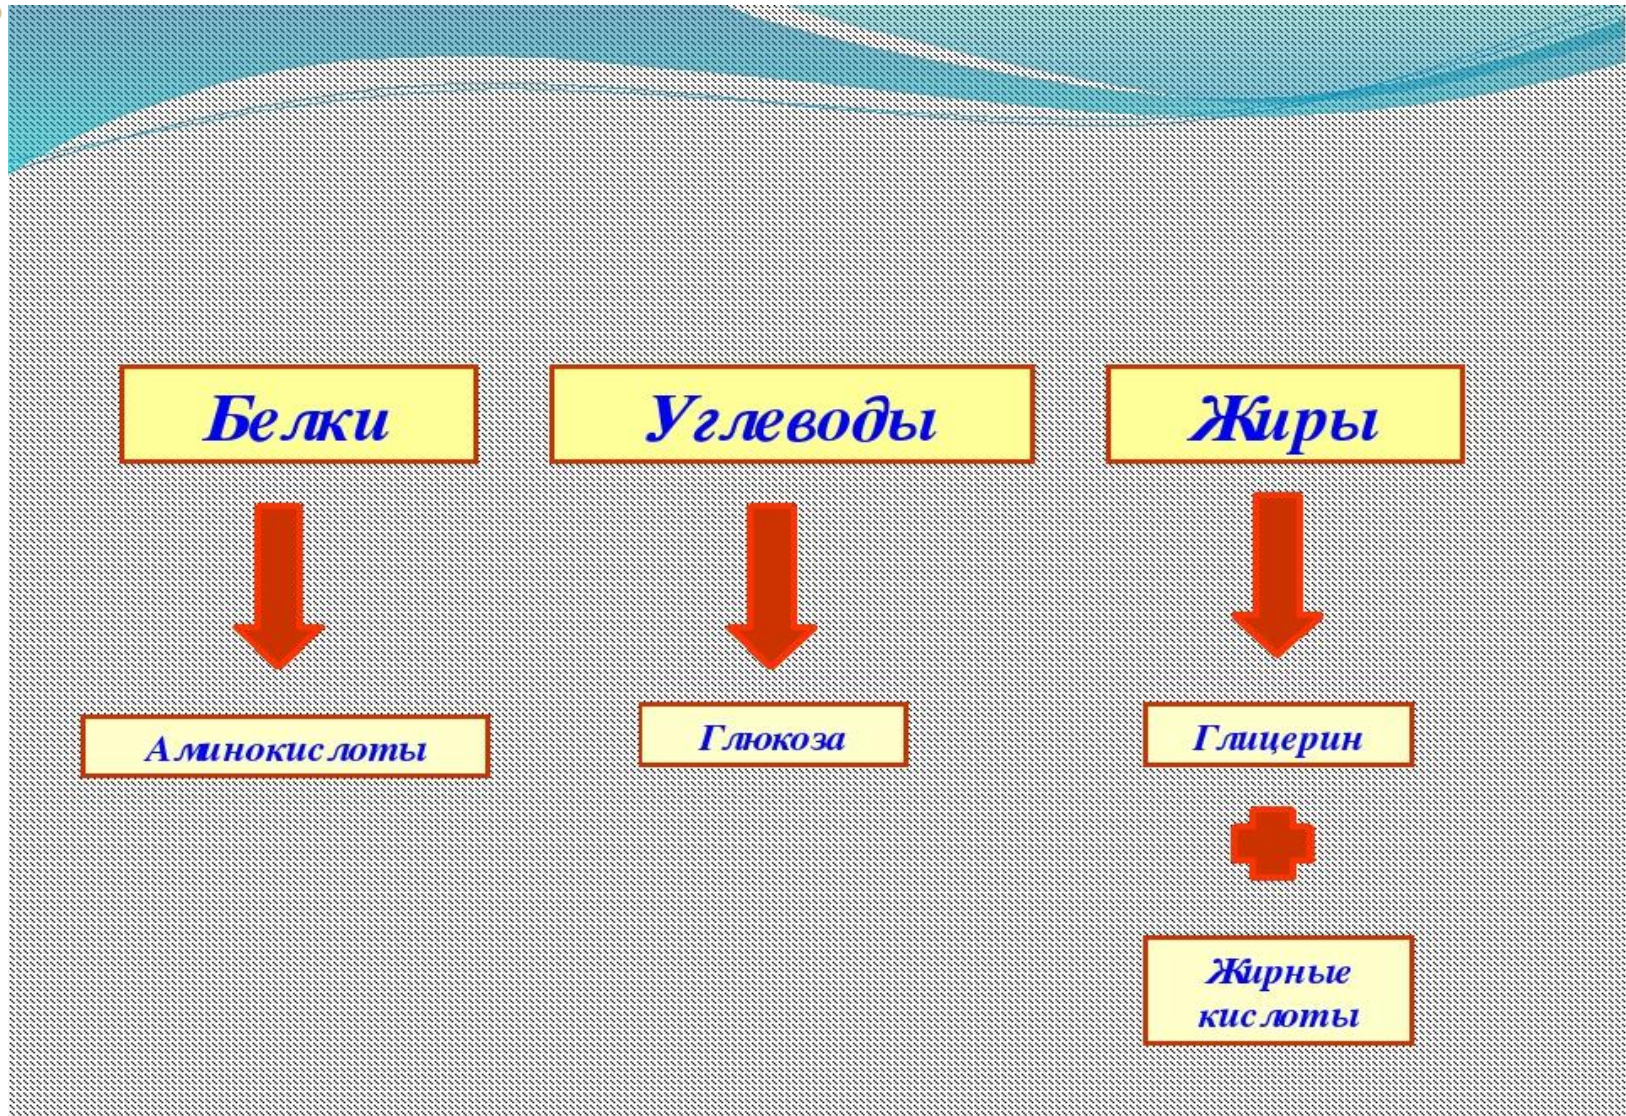 Белки
Углеводы
Жиры
Аминокислоты
Глюкоза
Глицерин
Жирные
кислоты